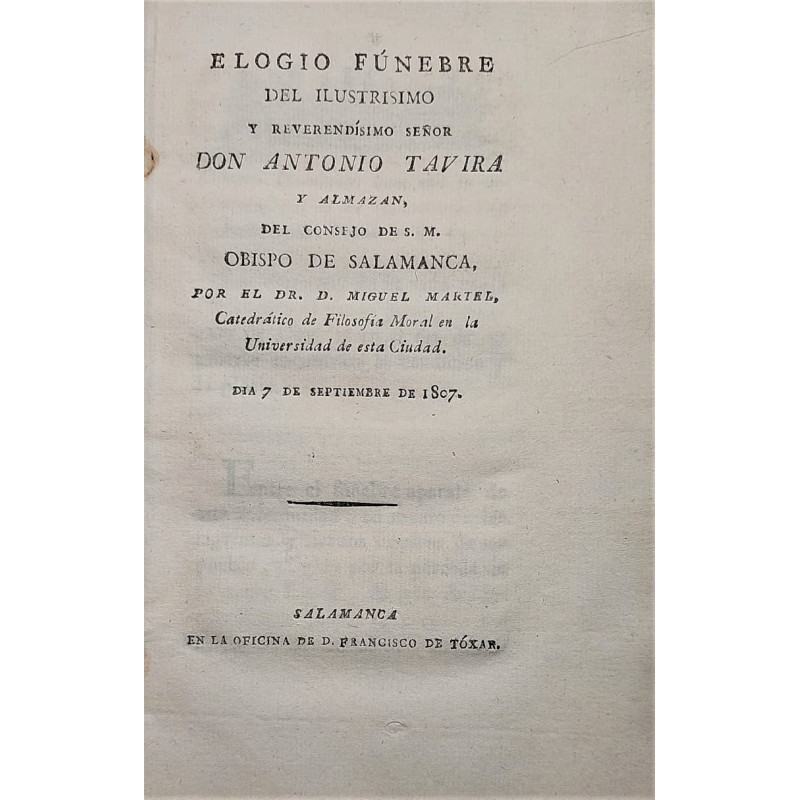 ELOGIO FÚNEBRE
DEL ILUSTRISIMO
Y REVERENDÍSIMO SEÑOR
DON ANTONIO TAVIRA
Y ALMAZAN,
DEL CONSEJO DE S. M.
OBISPO DE SALAMANCA,
POR EL DR. D. MIGUEL MARTEL,
Catedrático de Filosofía Moral en la
Universidad de esta Ciudad.
DIA 7 DE SEPTIEMBRE DE 1807.
SALAMANCA
EN LA OFICINA DE D. FRANCISCO DE TÓXAR.